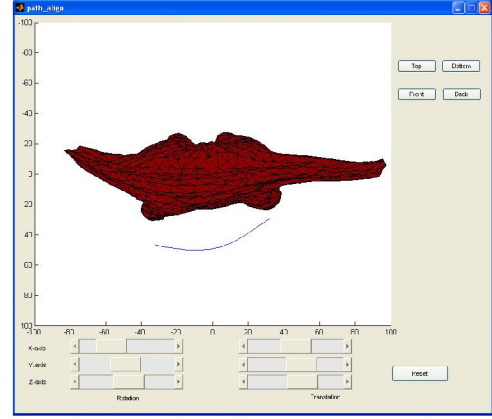 path_align
-100
-80
-60
-40
-20
0
20
40
60
80
100
-100 -80 -60 -40 -20 0 20 40 60 80 100
Top Bottom
Front Back
X-axis
Y-axis
Z-axis
Rotation Translation
Reset